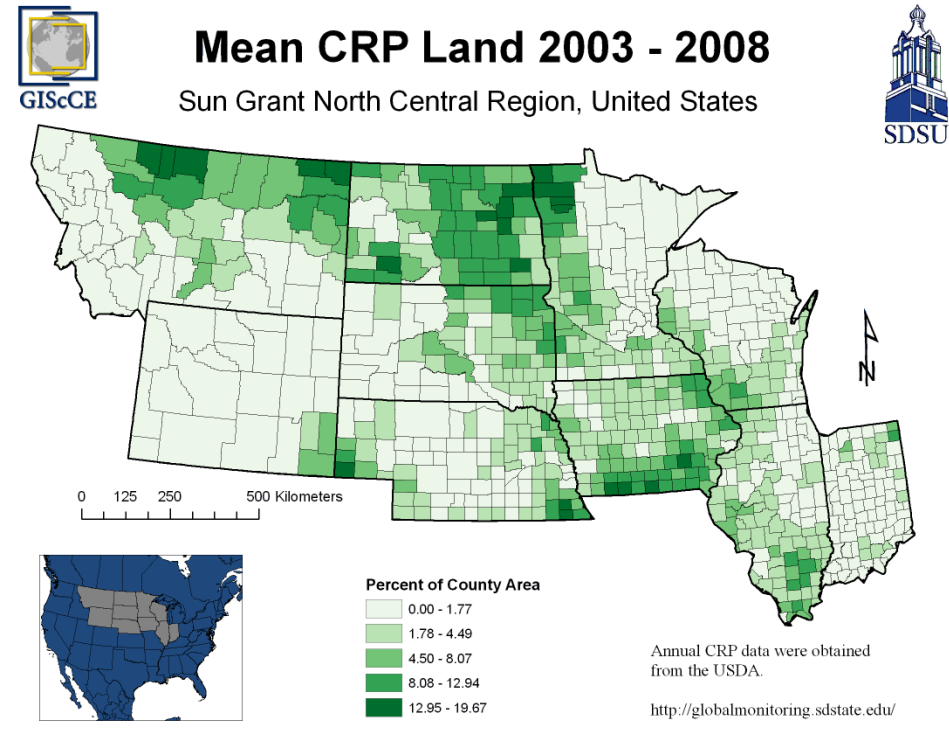 Mean CRP Land 2003 - 2008
Sun Grant North Central Region, United States
GIScCE
SDSU
N
0 125 250 500 Kilometers
Percent of County Area
0.00 - 1.77
1.78 - 4.49
4.50 - 8.07
8.08 - 12.94
12.95 - 19.67
Annual CRP data were obtained
from the USDA.
http://globalmonitoring.sdstate.edu/